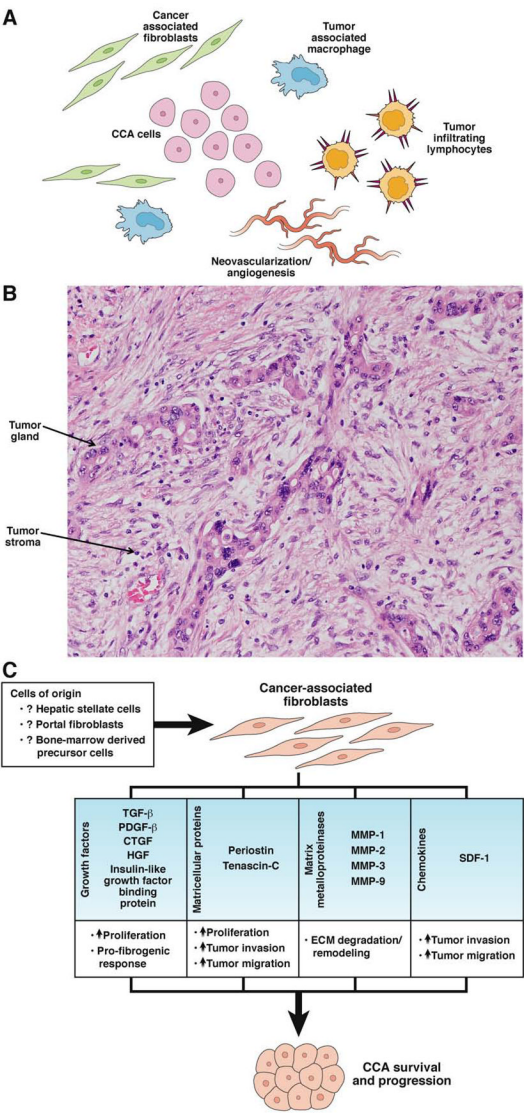 A
Cancer
associated
fibroblasts
Tumor
associated
macrophage
CCA cells
Tumor
infiltrating
lymphocytes
Neovascularization/
angiogenesis
B
Tumor
gland
Tumor
stroma
C
Cells of origin
· ? Hepatic stellate cells
· ? Portal fibroblasts
· ? Bone-marrow derived
precursor cells
Cancer-associated
fibroblasts
Growth factors
TGF-β
PDGF-β
CTGF
HGF
Insulin-like
growth factor
binding
protein
Matricellular proteins
Periostin
Tenascin-C
Matrix
metalloproteinases
MMP-1
MMP-2
MMP-3
MMP-9
Chemokines
SDF-1
· ↑Proliferation
· Pro-fibrogenic
response
· ↑Proliferation
· ↑Tumor invasion
· ↑Tumor migration
· ECM degradation/
remodeling
· ↑Tumor invasion
· ↑Tumor migration
CCA survival
and progression